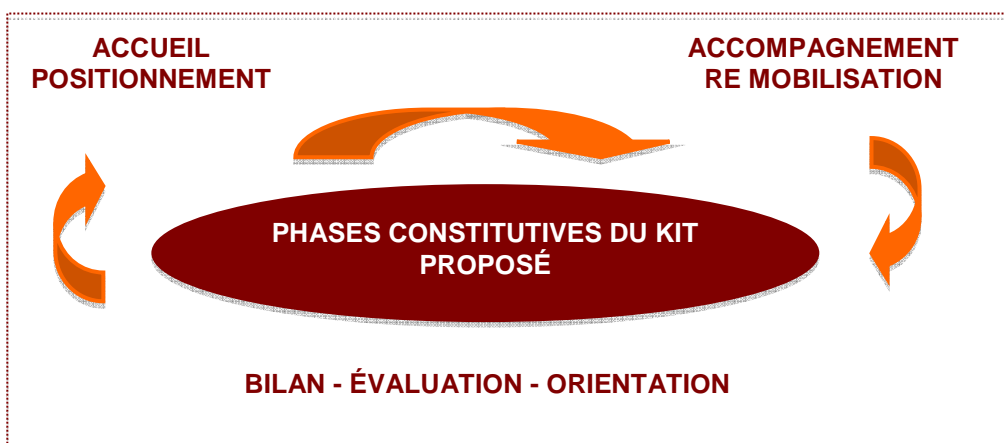 ACCUEIL
POSITIONNEMENT
ACCOMPAGNEMENT
RE MOBILISATION
PHASES CONSTITUTIVES DU KIT
PROPOSÉ
BILAN - ÉVALUATION - ORIENTATION